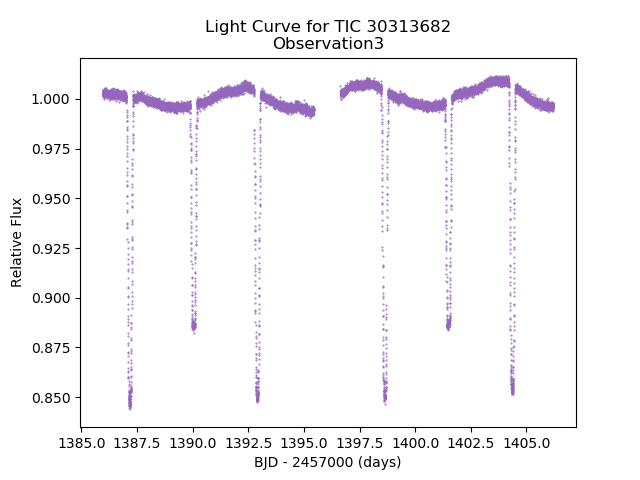 Light Curve for TIC 30313682
Observation3
Relative Flux
1.000
0.975
0.950
0.925
0.900
0.875
0.850
1385.0 1387.5 1390.0 1392.5 1395.0 1397.5 1400.0 1402.5 1405.0
BJD - 2457000 (days)